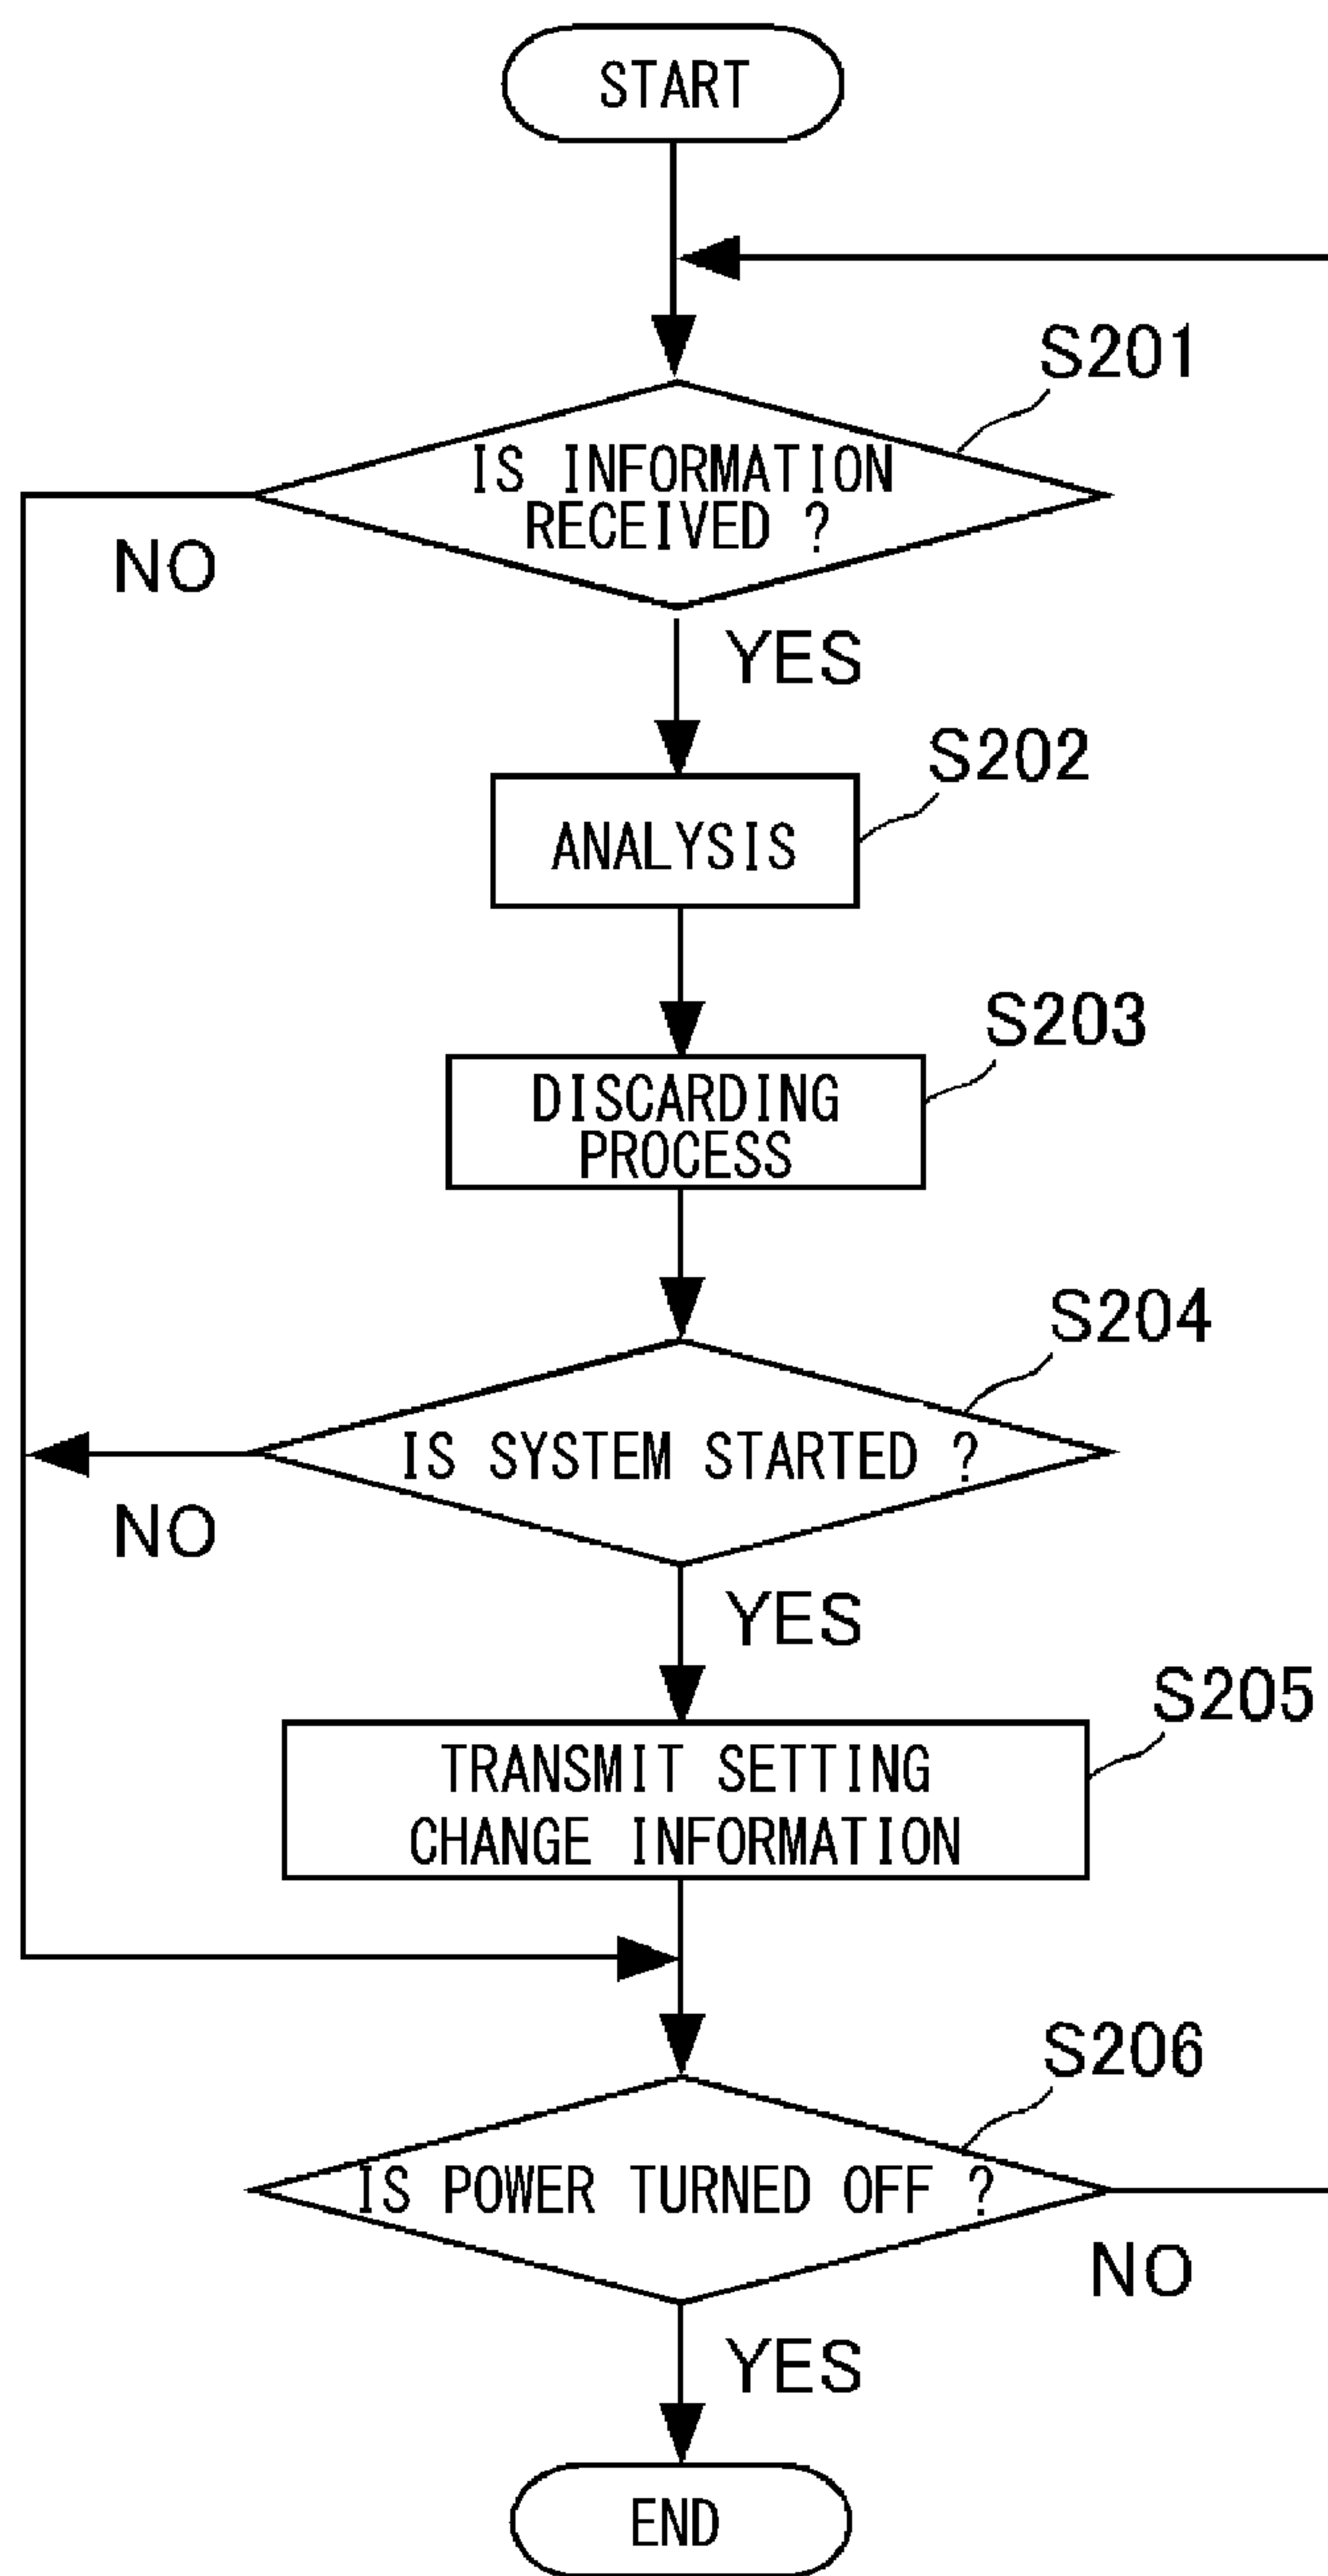 START
S201
IS INFORMATION
RECEIVED ?
NO
YES
S202
ANALYSIS
S203
DISCARDING
PROCESS
S204
IS SYSTEM STARTED ?
NO
YES
S205
TRANSMIT SETTING
CHANGE INFORMATION
S206
IS POWER TURNED OFF ?
NO
YES
END